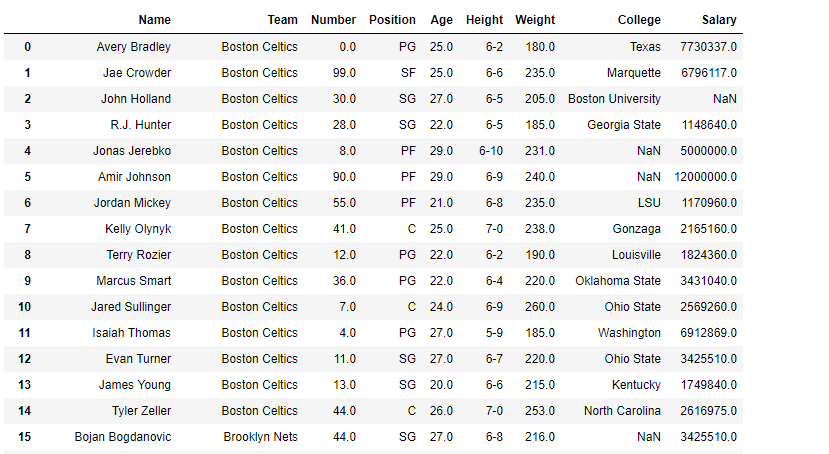 Name Team Number Position Age Height Weight College Salary
0 Avery Bradley Boston Celtics 0.0 PG 25.0 6-2 180.0 Texas 7730337.0
1 Jae Crowder Boston Celtics 99.0 SF 25.0 6-6 235.0 Marquette 6796117.0
2 John Holland Boston Celtics 30.0 SG 27.0 6-5 205.0 Boston University NaN
3 R.J. Hunter Boston Celtics 28.0 SG 22.0 6-5 185.0 Georgia State 1148640.0
4 Jonas Jerebko Boston Celtics 8.0 PF 29.0 6-10 231.0 NaN 5000000.0
5 Amir Johnson Boston Celtics 90.0 PF 29.0 6-9 240.0 NaN 12000000.0
6 Jordan Mickey Boston Celtics 55.0 PF 21.0 6-8 235.0 LSU 1170960.0
7 Kelly Olynyk Boston Celtics 41.0 C 25.0 7-0 238.0 Gonzaga 2165160.0
8 Terry Rozier Boston Celtics 12.0 PG 22.0 6-2 190.0 Louisville 1824360.0
9 Marcus Smart Boston Celtics 36.0 PG 22.0 6-4 220.0 Oklahoma State 3431040.0
10 Jared Sullinger Boston Celtics 7.0 C 24.0 6-9 260.0 Ohio State 2569260.0
11 Isaiah Thomas Boston Celtics 4.0 PG 27.0 5-9 185.0 Washington 6912869.0
12 Evan Turner Boston Celtics 11.0 SG 27.0 6-7 220.0 Ohio State 3425510.0
13 James Young Boston Celtics 13.0 SG 20.0 6-6 215.0 Kentucky 1749840.0
14 Tyler Zeller Boston Celtics 44.0 C 26.0 7-0 253.0 North Carolina 2616975.0
15 Bojan Bogdanovic Brooklyn Nets 44.0 SG 27.0 6-8 216.0 NaN 3425510.0